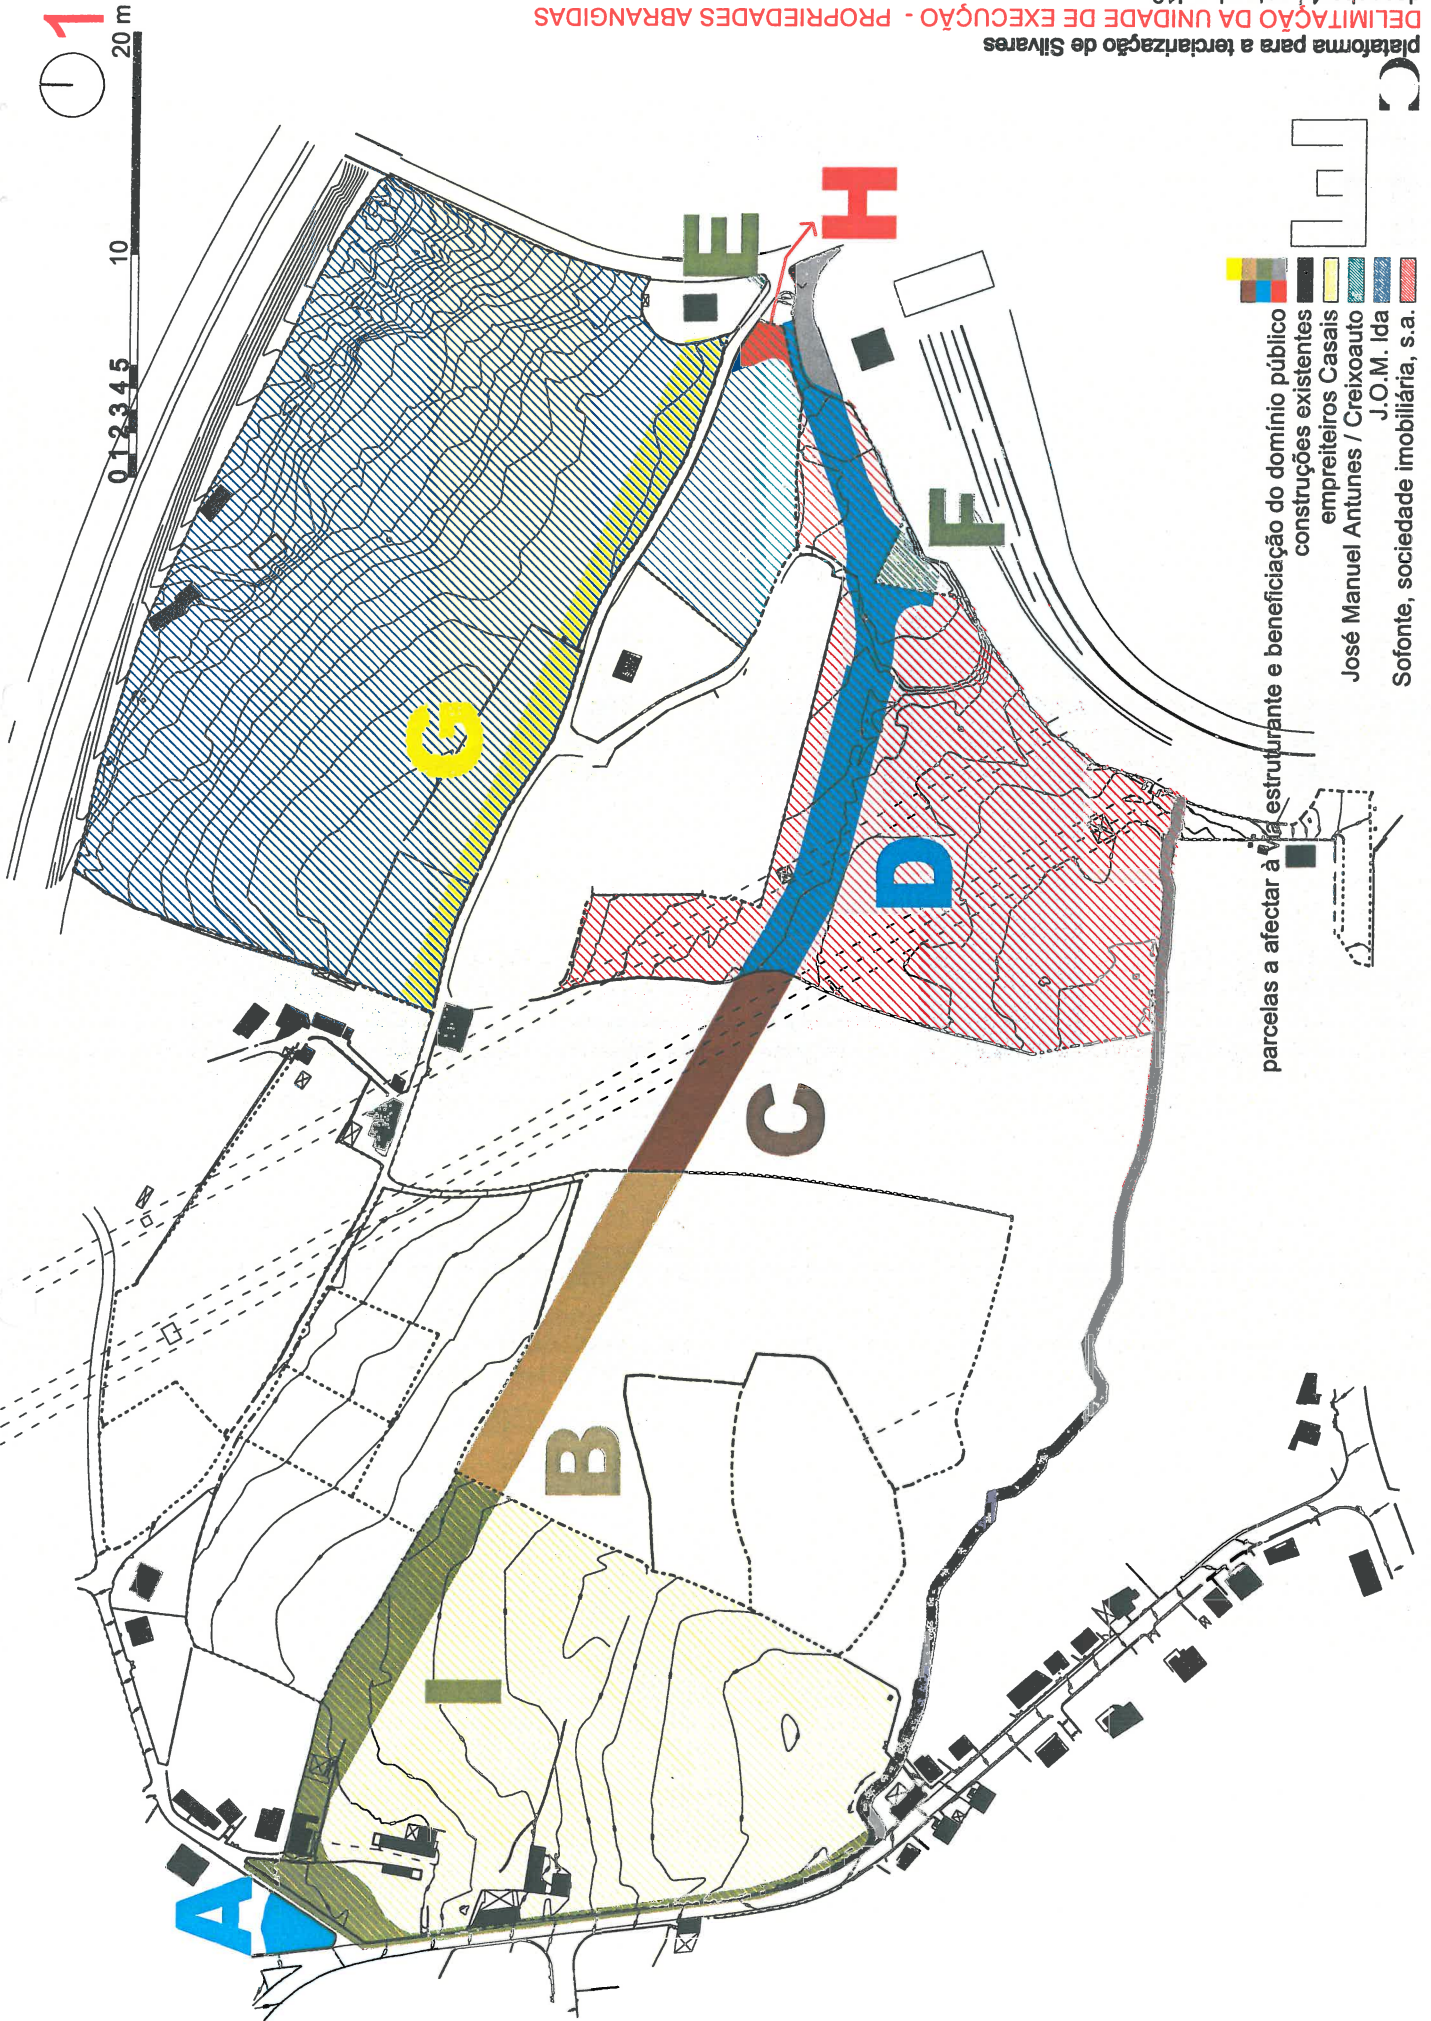 1
0 1 2 3 4 5 10 20 m
plataforma para a terciarização de Silvares
DELIMITAÇÃO DA UNIDADE DE EXECUÇÃO - PROPRIEDADES ABRANGIDAS
parcelas a afectar à via estruturante e beneficiação do domínio público
construções existentes
empreiteiros Casais
José Manuel Antunes / Creixoauto
J.O.M. lda
Sofonte, sociedade imobiliária, s.a.
A
B
C
D
E
F
G
H
I